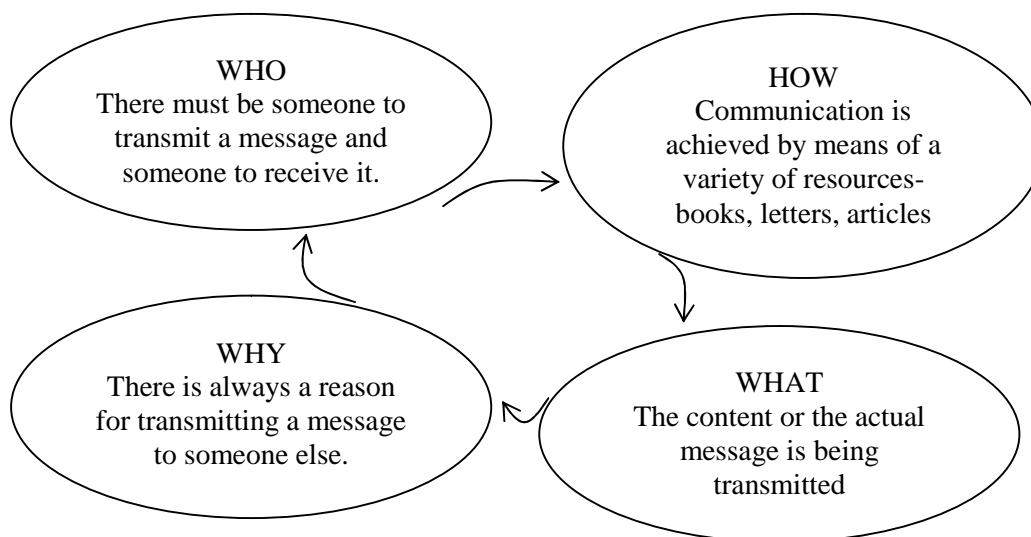 WHO
There must be someone to
transmit a message and
someone to receive it.
HOW
Communication is
achieved by means of a
variety of resources-
books, letters, articles
WHAT
The content or the actual
message is being
transmitted
WHY
There is always a reason
for transmitting a message
to someone else.